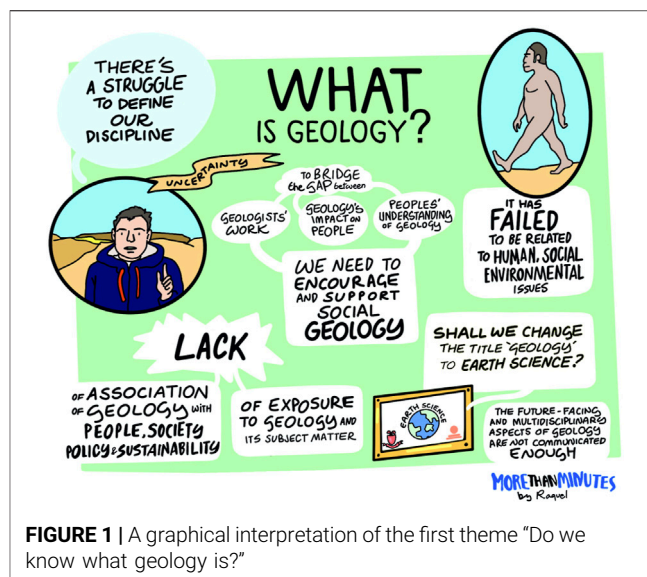 THERE'S
A STRUGGLE
TO DEFINE
OUR
DISCIPLINE
WHAT
IS GEOLOGY?
UNCERTAINTY
TO BRIDGE
the GAP between
GEOLOGISTS'
WORK
GEOLOGY'S
IMPACT ON
PEOPLE
PEOPLES'
UNDERSTANDING
OF GEOLOGY
WE NEED TO
ENCOURAGE
AND SUPPORT
SOCIAL
GEOLOGY
IT HAS
FAILED
TO BE RELATED
TO HUMAN, SOCIAL
ENVIRONMENTAL
ISSUES
LACK
OF ASSOCIATION
OF GEOLOGY WITH
PEOPLE, SOCIETY
POLICY & SUSTAINABILITY
OF EXPOSURE
TO GEOLOGY AND
ITS SUBJECT MATTER
SHALL WE CHANGE
THE TITLE 'GEOLOGY'
TO EARTH SCIENCE?
EARTH SCIENCE
THE FUTURE-FACING
AND MULTIDISCIPLINARY
ASPECTS OF GEOLOGY
ARE NOT COMMUNICATED
ENOUGH
MORETHANMINUTES
by Raquel
FIGURE 1 | A graphical interpretation of the first theme “Do we
know what geology is?”